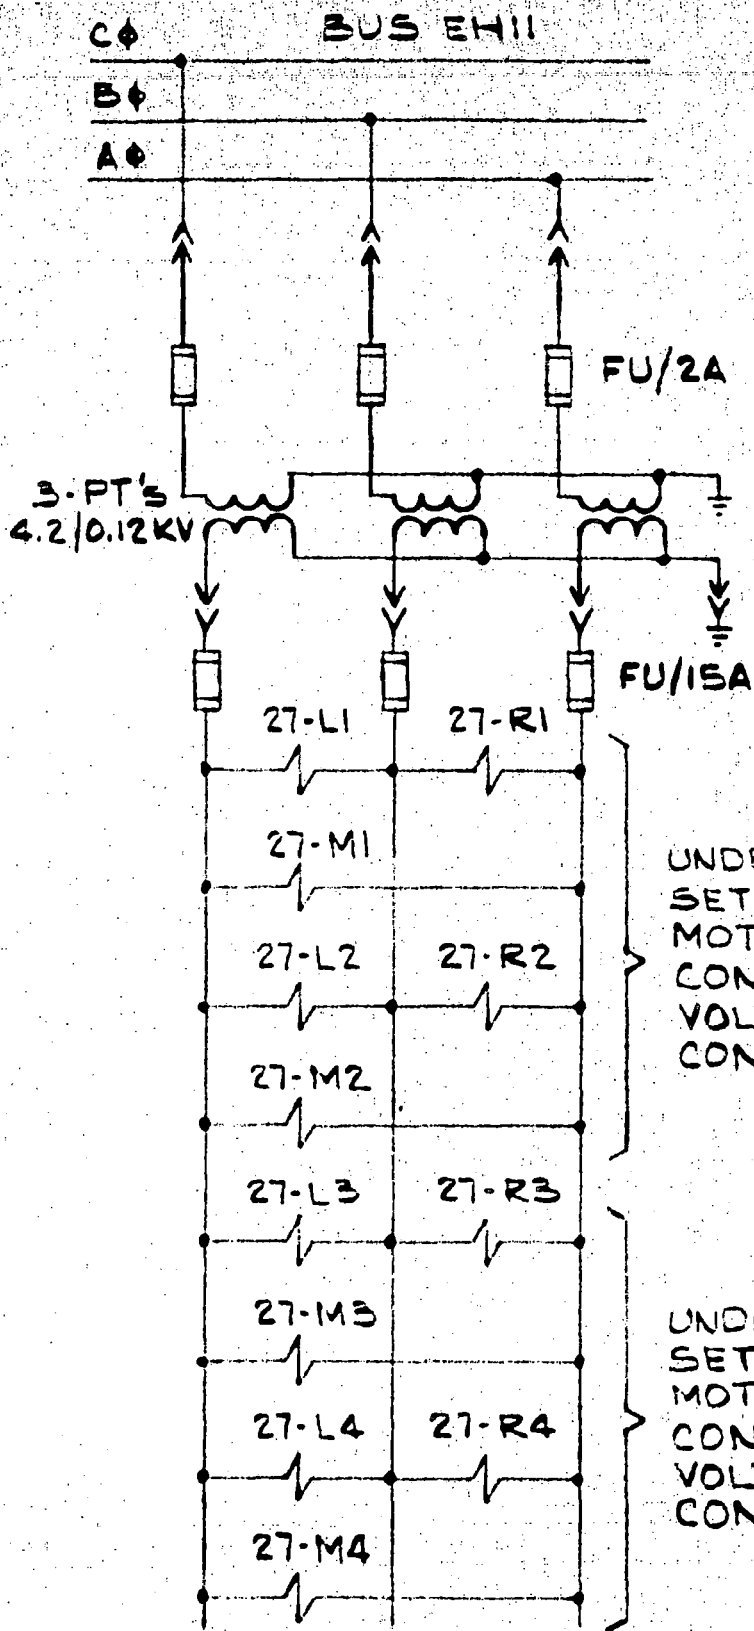 CΦ
BUS EH11
BΦ
AΦ
FU/2A
3-PT's
4.2/0.12KV
FU/15A
27-L1
27-R1
27-M1
27-L2
27-R2
27-M2
27-L3
27-R3
27-M3
27-L4
27-R4
27-M4
UNDE
SET
MOT
CON
VOL
CON
UNDE
SET
MOT
CON
VOL
CON